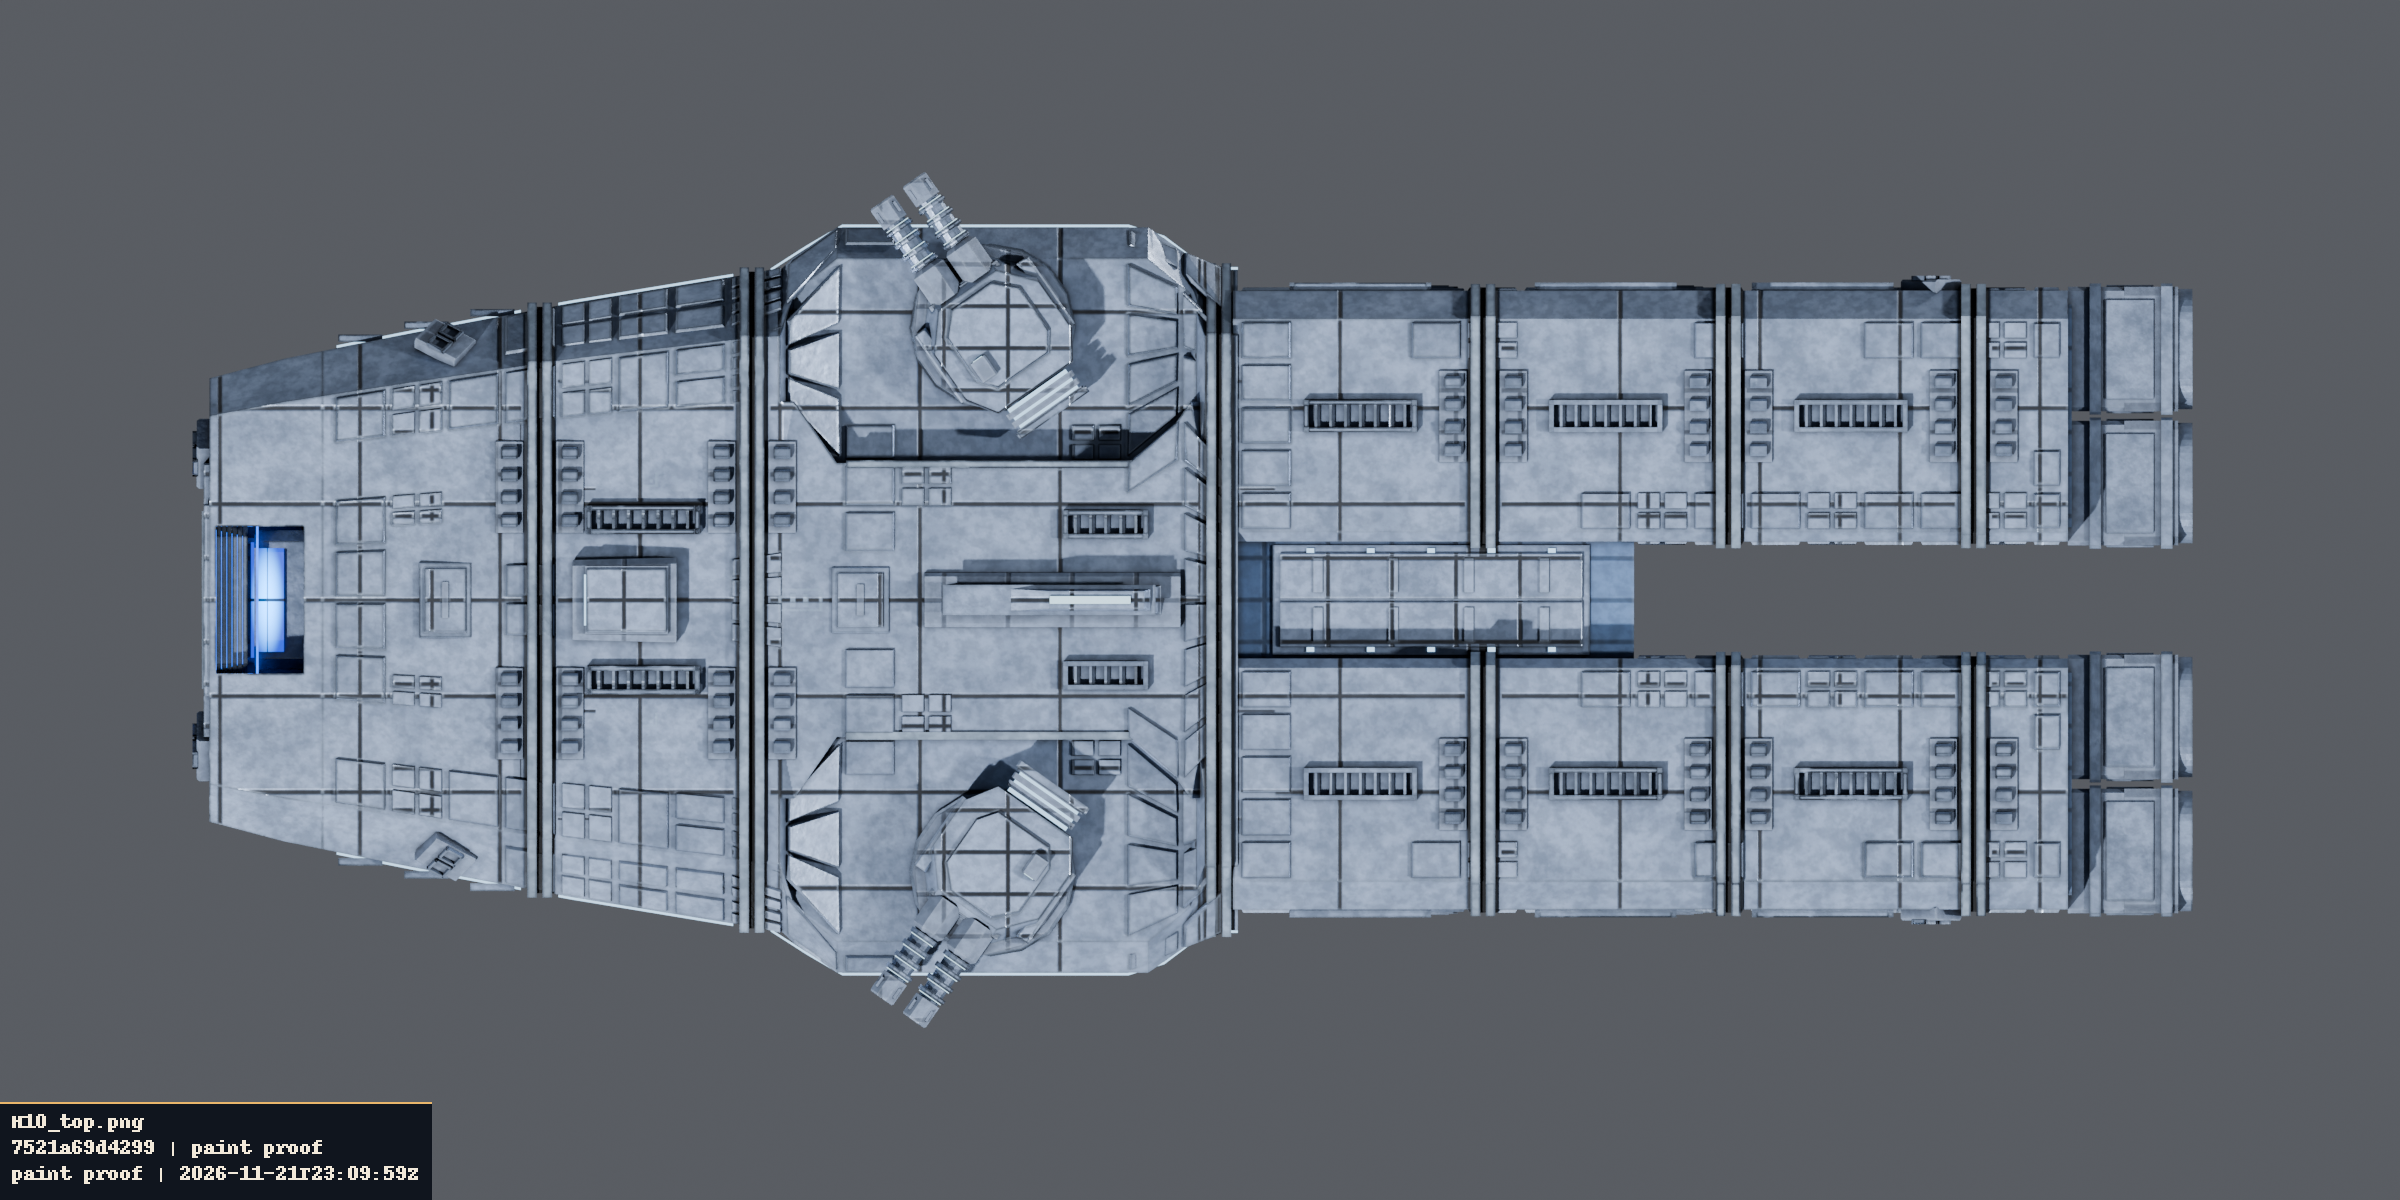 H10_top.png
7521a69d4299 | paint proof
paint proof | 2026-11-21T23:09:59Z